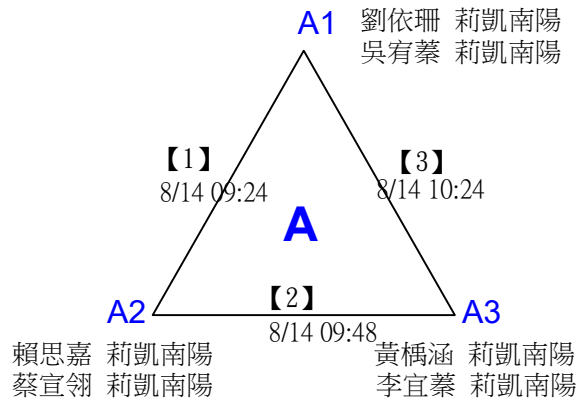 A1 劉依珊 莉凱南陽
吳宥蓁 莉凱南陽
【1】 【3】
8/14 09:24 8/14 10:24
A
A2 【2】 A3
8/14 09:48
賴思嘉 莉凱南陽 黃楀涵 莉凱南陽
蔡宣翎 莉凱南陽 李宜蓁 莉凱南陽